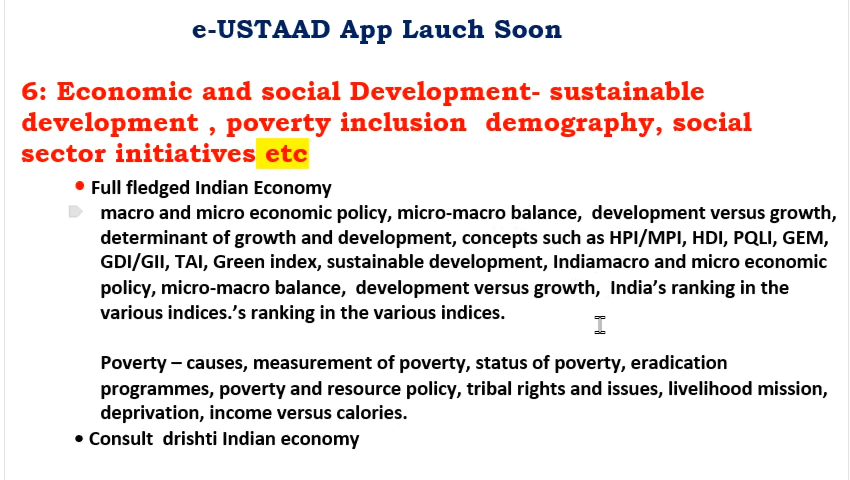 e-USTAAD App Lauch Soon
6: Economic and social Development- sustainable
development , poverty inclusion demography, social
sector initiatives etc
• Full fledged Indian Economy
macro and micro economic policy, micro-macro balance, development versus growth,
determinant of growth and development, concepts such as HPI/MPI, HDI, PQLI, GEM,
GDI/GII, TAI, Green index, sustainable development, Indiamacro and micro economic
policy, micro-macro balance, development versus growth, India’s ranking in the
various indices.’s ranking in the various indices.
Poverty – causes, measurement of poverty, status of poverty, eradication
programmes, poverty and resource policy, tribal rights and issues, livelihood mission,
deprivation, income versus calories.
• Consult drishti Indian economy